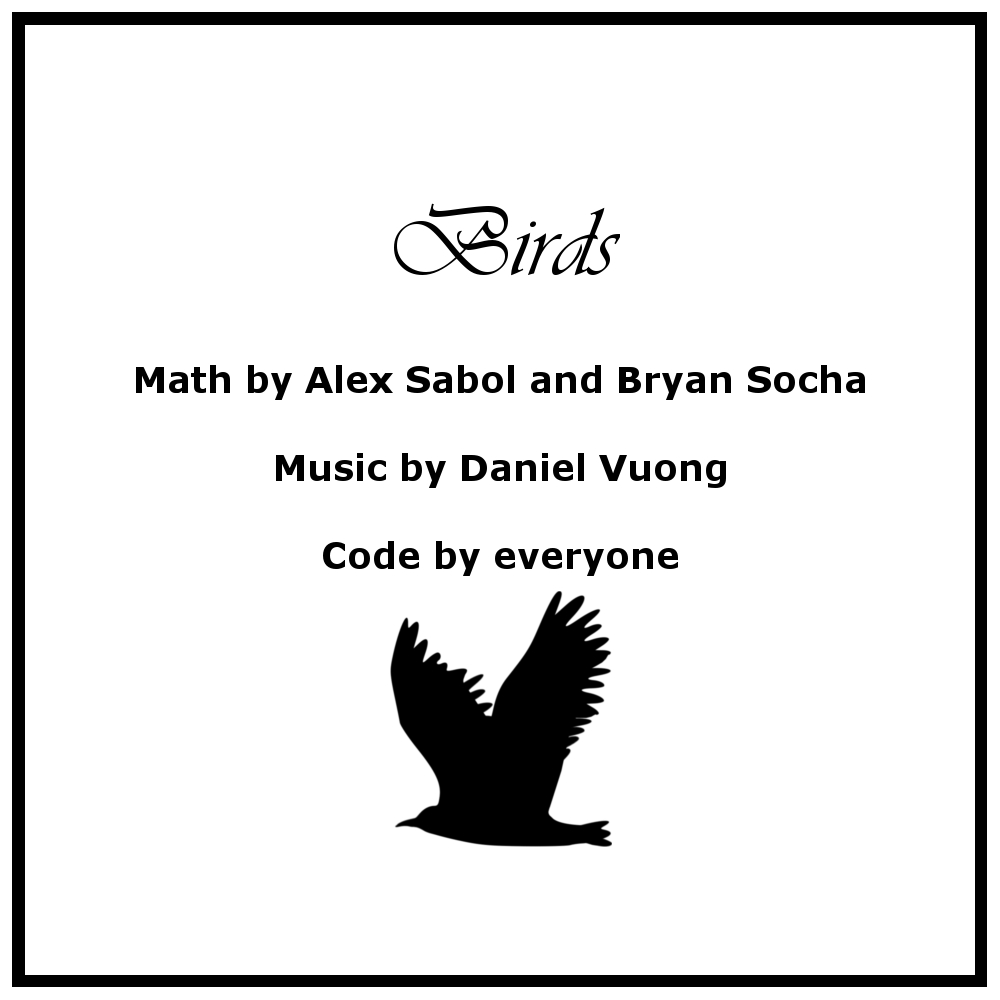 Birds
Math by Alex Sabol and Bryan Socha
Music by Daniel Vuong
Code by everyone